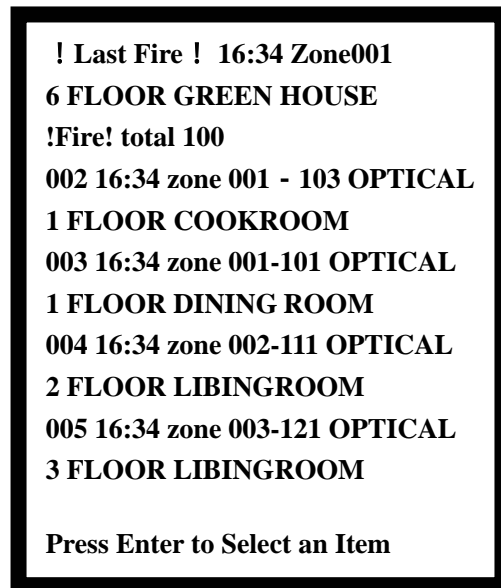 ！Last Fire！ 16:34 Zone001
6 FLOOR GREEN HOUSE
!Fire! total 100
002 16:34 zone 001 - 103 OPTICAL
1 FLOOR COOKROOM
003 16:34 zone 001-101 OPTICAL
1 FLOOR DINING ROOM
004 16:34 zone 002-111 OPTICAL
2 FLOOR LIBINGROOM
005 16:34 zone 003-121 OPTICAL
3 FLOOR LIBINGROOM
Press Enter to Select an Item